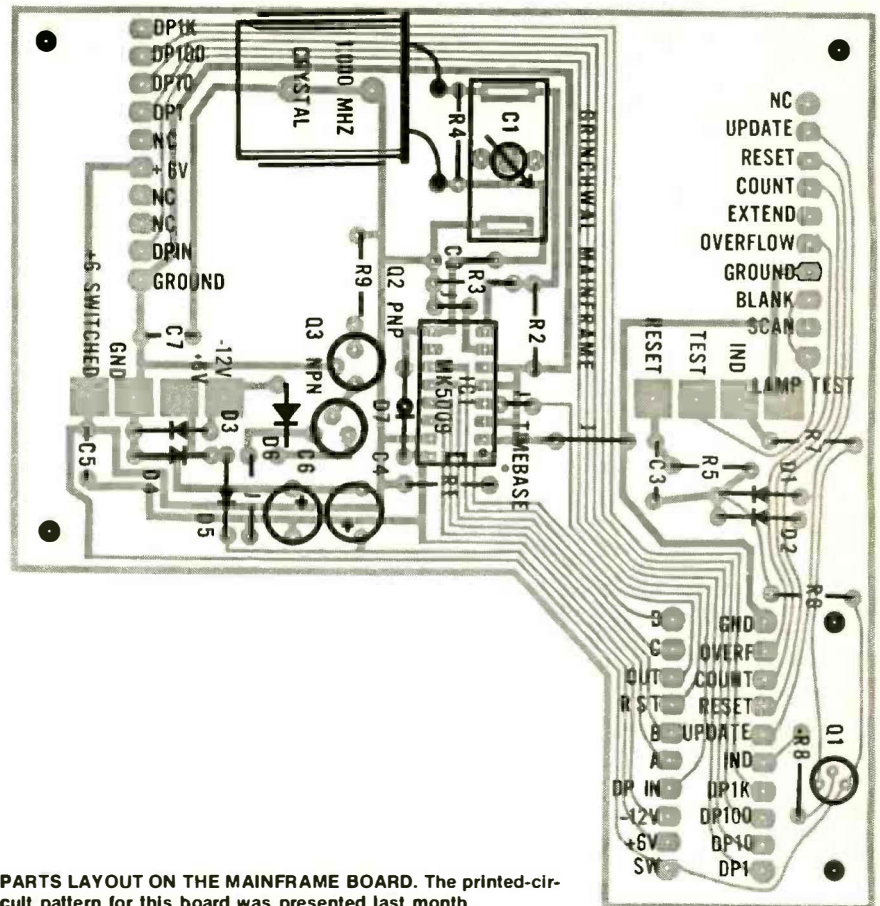 DP1K
DP100
DP10
DP1
NC
+ 6V
NC
NC
DPIN
GROUND
1.000 MHZ
CRYSTAL
R4
C1
GRINCHWAL MAINFRAME
NC
UPDATE
RESET
COUNT
EXTEND
OVERFLOW
GROUND
BLANK
SCAN
+6 SWITCHED
GND
+6V
-12V
C7
R9
Q2 PNP
Q3 NPN
R3
R2
IC1
MK5009
D7
J
TIMEBASE
RESET
TEST
IND
LAMP TEST
D3
D6
C6
C4
R1
C5
D4
D5
J
C3
R5
R7
D1
D2
GND
C
OVERF
OUT
COUNT
RST
RESET
B
UPDATE
A
IND
DP IN
DP1K
-12V
DP100
+6V
DP10
SW
DP1
R8
Q1
PARTS LAYOUT ON THE MAINFRAME BOARD. The printed-cir-
cuit pattern for this board was presented last month.